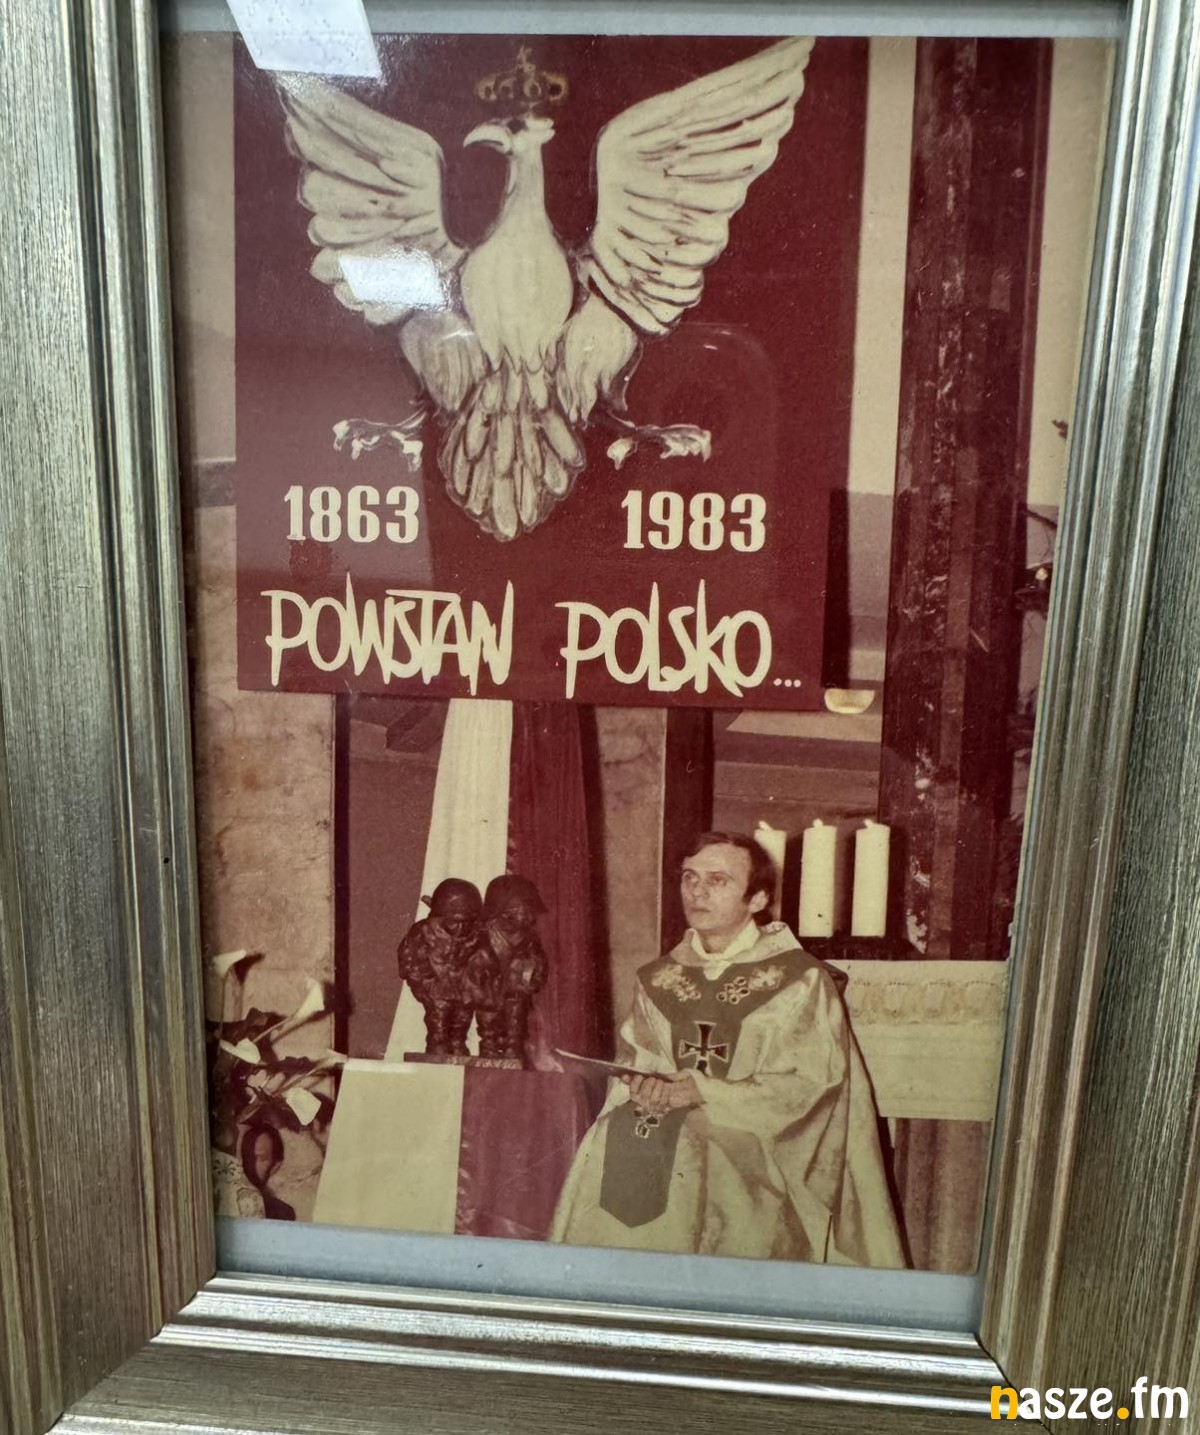 1863 1983
POWSTAŃ POLSKO...
nasze.fm